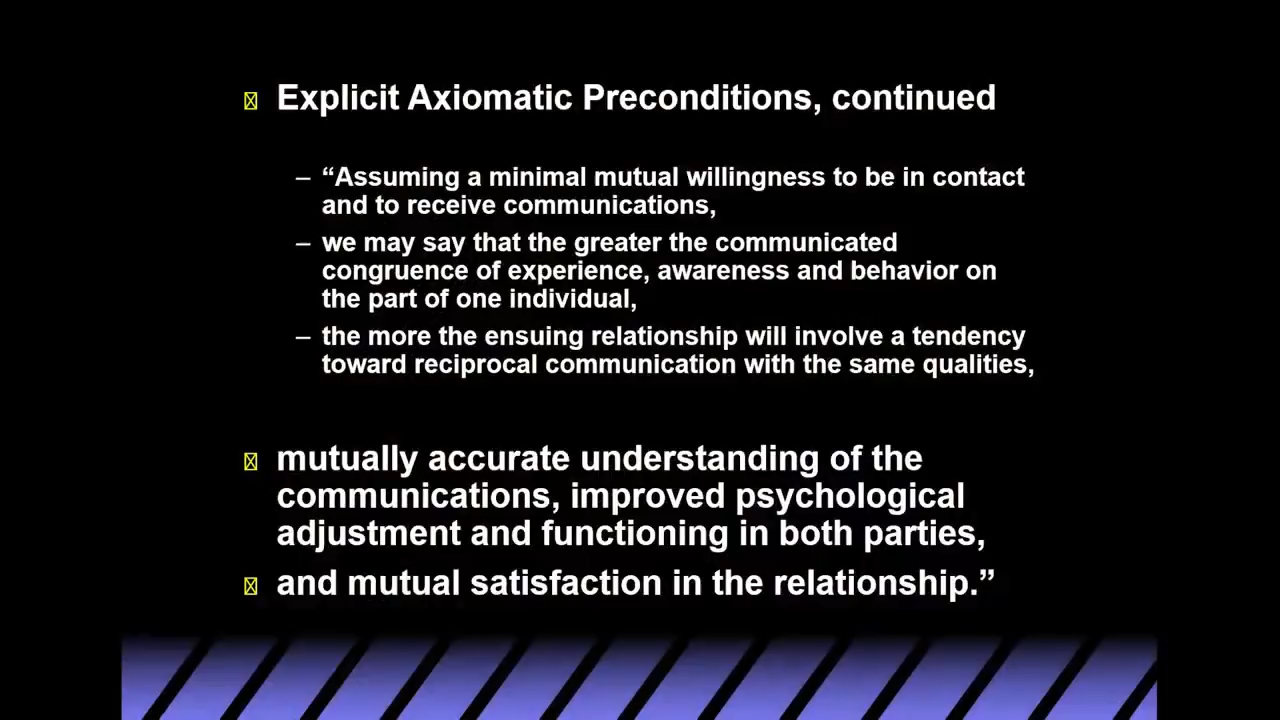 Explicit Axiomatic Preconditions, continued
– “Assuming a minimal mutual willingness to be in contact
and to receive communications,
– we may say that the greater the communicated
congruence of experience, awareness and behavior on
the part of one individual,
– the more the ensuing relationship will involve a tendency
toward reciprocal communication with the same qualities,
mutually accurate understanding of the
communications, improved psychological
adjustment and functioning in both parties,
and mutual satisfaction in the relationship.”